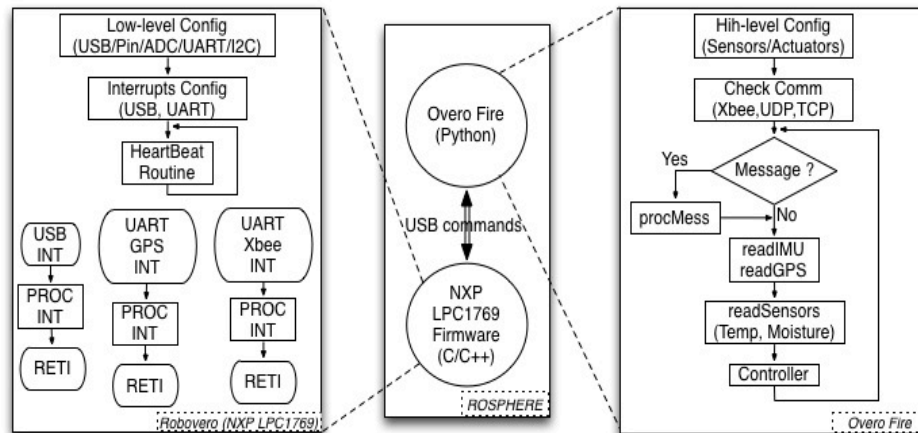 Low-level Config
(USB/Pin/ADC/UART/I2C)
Interrupts Config
(USB, UART)
HeartBeat
Routine
USB
INT
PROC
INT
RETI
UART
GPS
INT
PROC
INT
RETI
UART
Xbee
INT
PROC
INT
RETI
Robovero (NXP LPC1769)
Overo Fire
(Python)
USB commands
NXP
LPC1769
Firmware
(C/C++)
ROSPHERE
Hih-level Config
(Sensors/Actuators)
Check Comm
(Xbee,UDP,TCP)
Message ?
Yes
No
procMess
readIMU
readGPS
readSensors
(Temp, Moisture)
Controller
Overo Fire